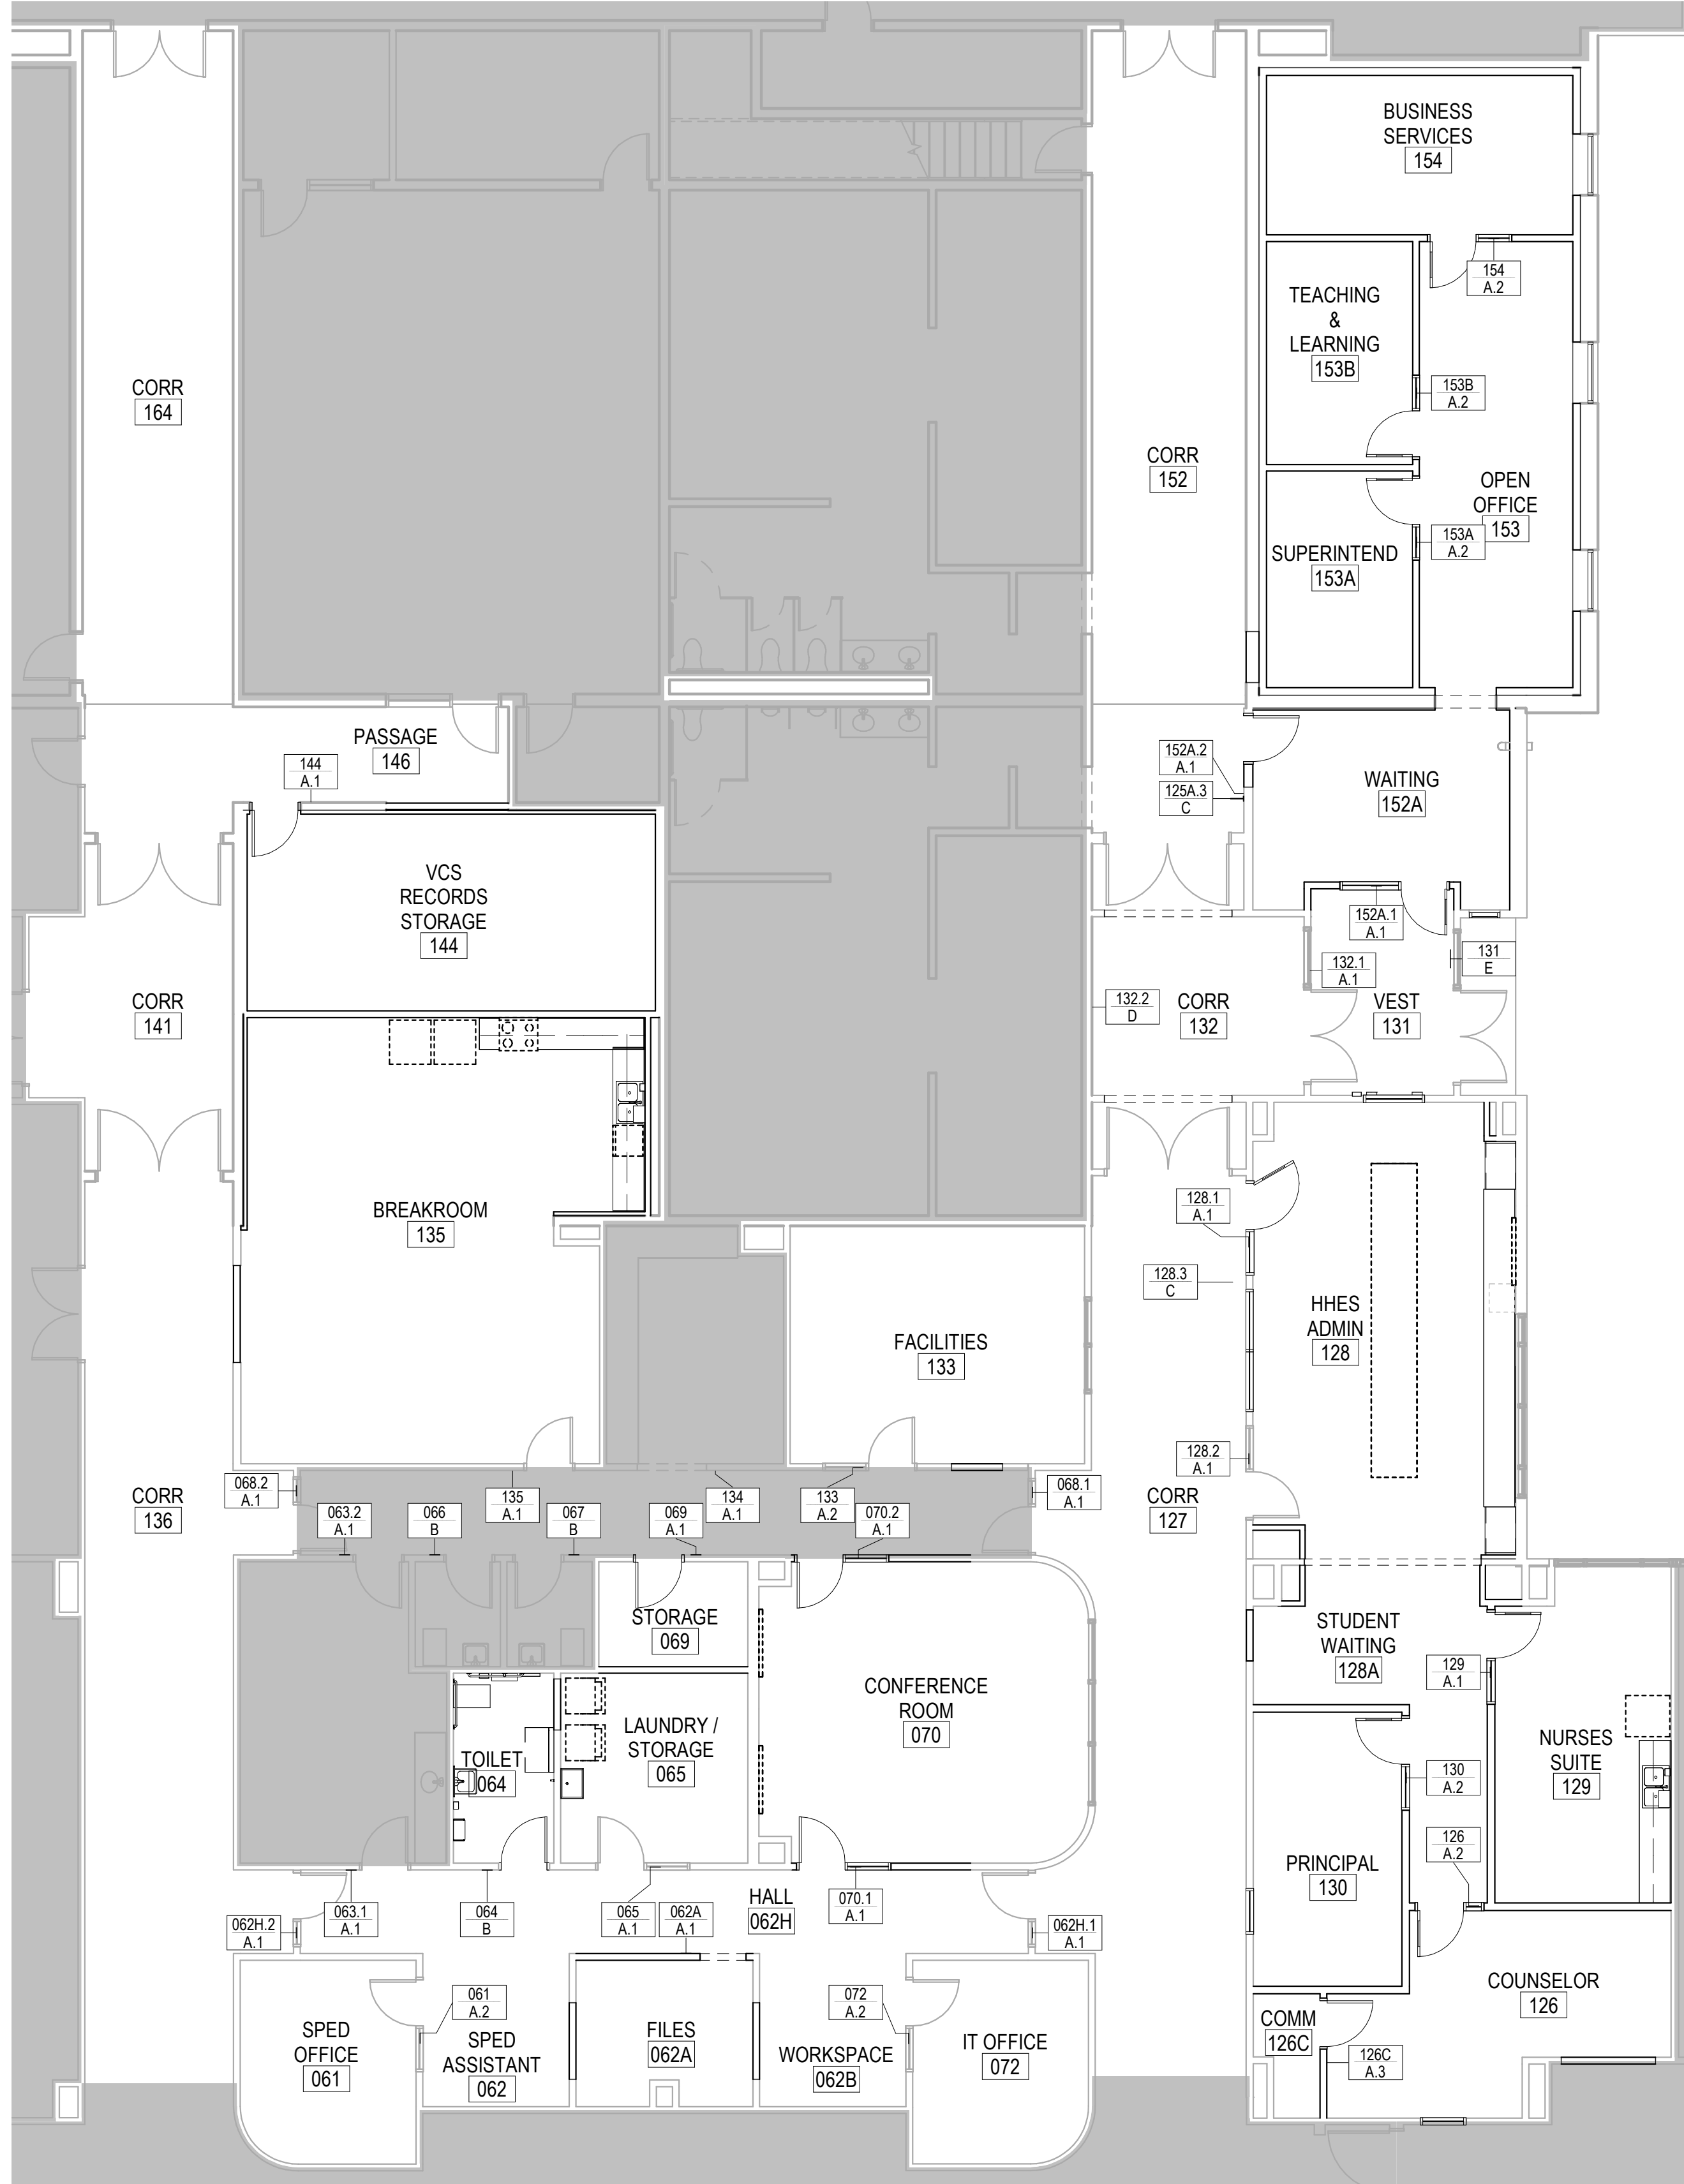 BUSINESS
SERVICES
154
154
A.2
TEACHING
&
LEARNING
153B
153B
A.2
CORR
164
CORR
152
OPEN
OFFICE
153
153A
A.2
SUPERINTEND
153A
PASSAGE
146
144
A.1
152A.2
A.1
125A.3
C
WAITING
152A
VCS
RECORDS
STORAGE
144
152A.1
A.1
131
E
132.1
A.1
CORR
141
132.2
D
CORR
132
VEST
131
BREAKROOM
135
128.1
A.1
128.3
C
HHES
ADMIN
128
FACILITIES
133
128.2
A.1
068.2
A.1
CORR
136
063.2
A.1
066
B
135
A.1
067
B
069
A.1
134
A.1
133
A.2
070.2
A.1
068.1
A.1
CORR
127
STORAGE
069
STUDENT
WAITING
128A
129
A.1
CONFERENCE
ROOM
070
LAUNDRY /
STORAGE
065
TOILET
064
NURSES
SUITE
129
130
A.2
126
A.2
PRINCIPAL
130
062H.2
A.1
063.1
A.1
064
B
065
A.1
062A
A.1
HALL
062H
070.1
A.1
062H.1
A.1
COUNSELOR
126
061
A.2
072
A.2
SPED
OFFICE
061
SPED
ASSISTANT
062
FILES
062A
WORKSPACE
062B
IT OFFICE
072
COMM
126C
126C
A.3